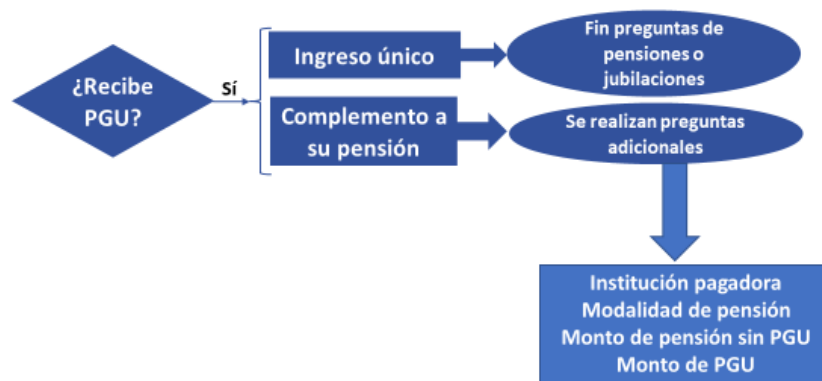 ¿Recibe
PGU?
Sí
Ingreso único
Fin preguntas de
pensiones o
jubilaciones
Complemento a
su pensión
Se realizan preguntas
adicionales
Institución pagadora
Modalidad de pensión
Monto de pensión sin PGU
Monto de PGU